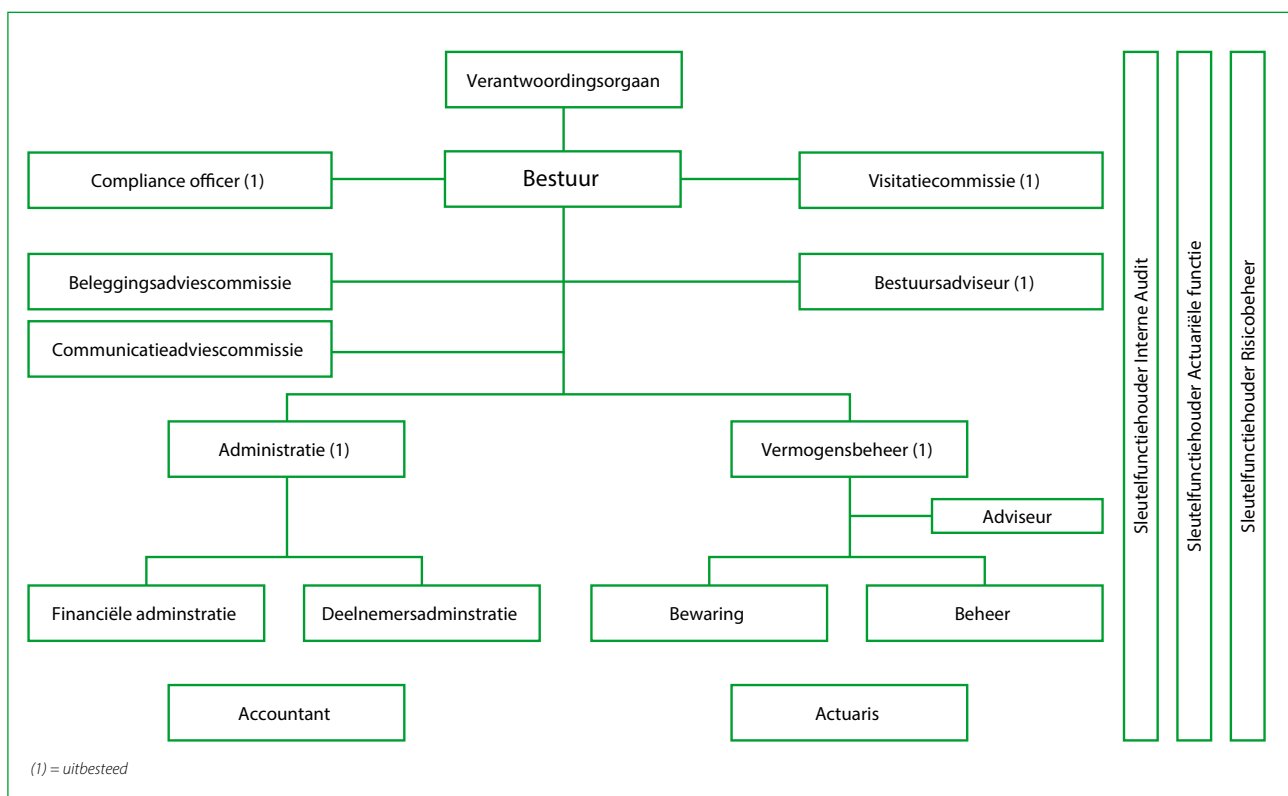 Verantwoordingsorgaan
Compliance officer (1)
Bestuur
Visitatiecommissie (1)
Beleggingsadviescommissie
Bestuursadviseur (1)
Communicatieadviescommissie
Administratie (1)
Vermogensbeheer (1)
Adviseur
Financiële adminstratie
Deelnemersadminstratie
Bewaring
Beheer
Accountant
Actuaris
(1) = uitbesteed
Sleutelfunctiehouder Interne Audit
Sleutelfunctiehouder Actuariële functie
Sleutelfunctiehouder Risicobeheer